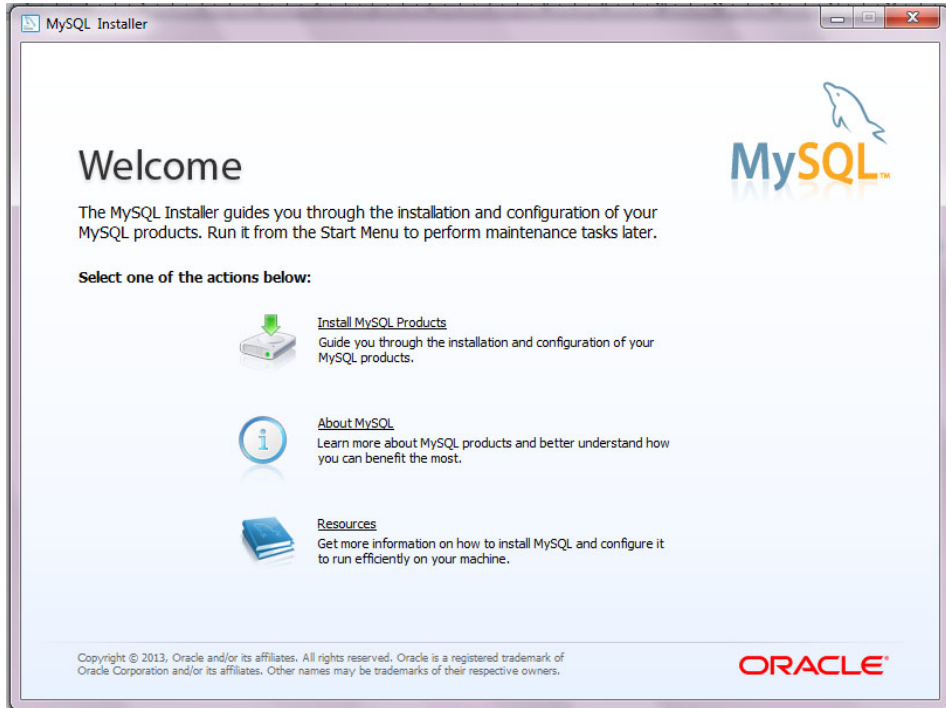 MySQL Installer
MySQL™
Welcome
The MySQL Installer guides you through the installation and configuration of your
MySQL products. Run it from the Start Menu to perform maintenance tasks later.
Select one of the actions below:
Install MySQL Products
Guide you through the installation and configuration of your
MySQL products.
About MySQL
Learn more about MySQL products and better understand how
you can benefit the most.
Resources
Get more information on how to install MySQL and configure it
to run efficiently on your machine.
Copyright © 2013, Oracle and/or its affiliates. All rights reserved. Oracle is a registered trademark of
Oracle Corporation and/or its affiliates. Other names may be trademarks of their respective owners.
ORACLE®